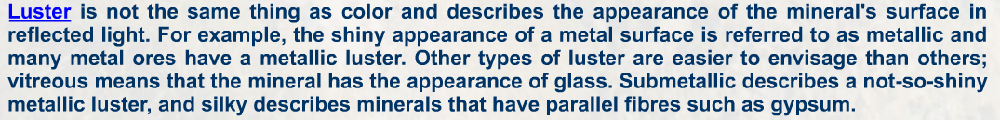 Luster is not the same thing as color and describes the appearance of the mineral's surface in
reflected light. For example, the shiny appearance of a metal surface is referred to as metallic and
many metal ores have a metallic luster. Other types of luster are easier to envisage than others;
vitreous means that the mineral has the appearance of glass. Submetallic describes a not-so-shiny
metallic luster, and silky describes minerals that have parallel fibres such as gypsum.